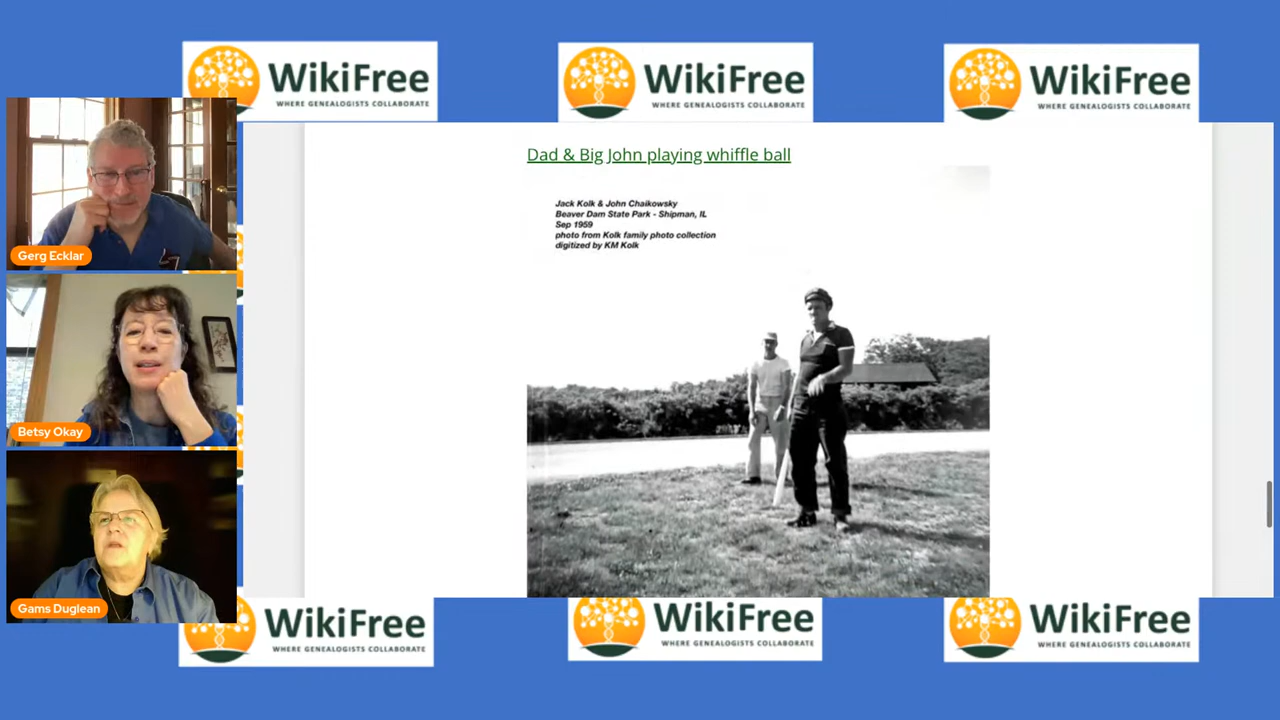 WikiFree
WHERE GENEALOGISTS COLLABORATE
WikiFree
WHERE GENEALOGISTS COLLABORATE
WikiFree
WHERE GENEALOGISTS COLLABORATE
Gerg Ecklar
Betsy Okay
Gams Duglean
Dad & Big John playing whiffle ball
Jack Kolk & John Chaikowsky
Beaver Dam State Park - Shipman, IL
Sep 1959
photo from Kolk family photo collection
digitized by KM Kolk
WikiFree
WHERE GENEALOGISTS COLLABORATE
WikiFree
WHERE GENEALOGISTS COLLABORATE
WikiFree
WHERE GENEALOGISTS COLLABORATE